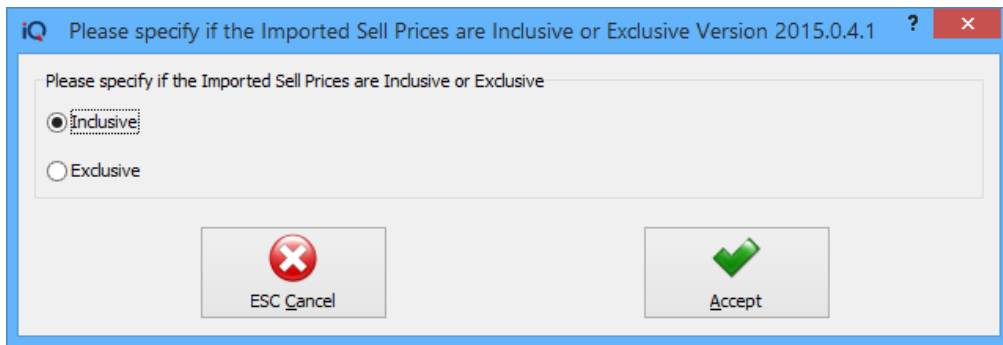 iQ Please specify if the Imported Sell Prices are Inclusive or Exclusive Version 2015.0.4.1 ? ×
Please specify if the Imported Sell Prices are Inclusive or Exclusive
Inclusive
Exclusive
ESC Cancel Accept